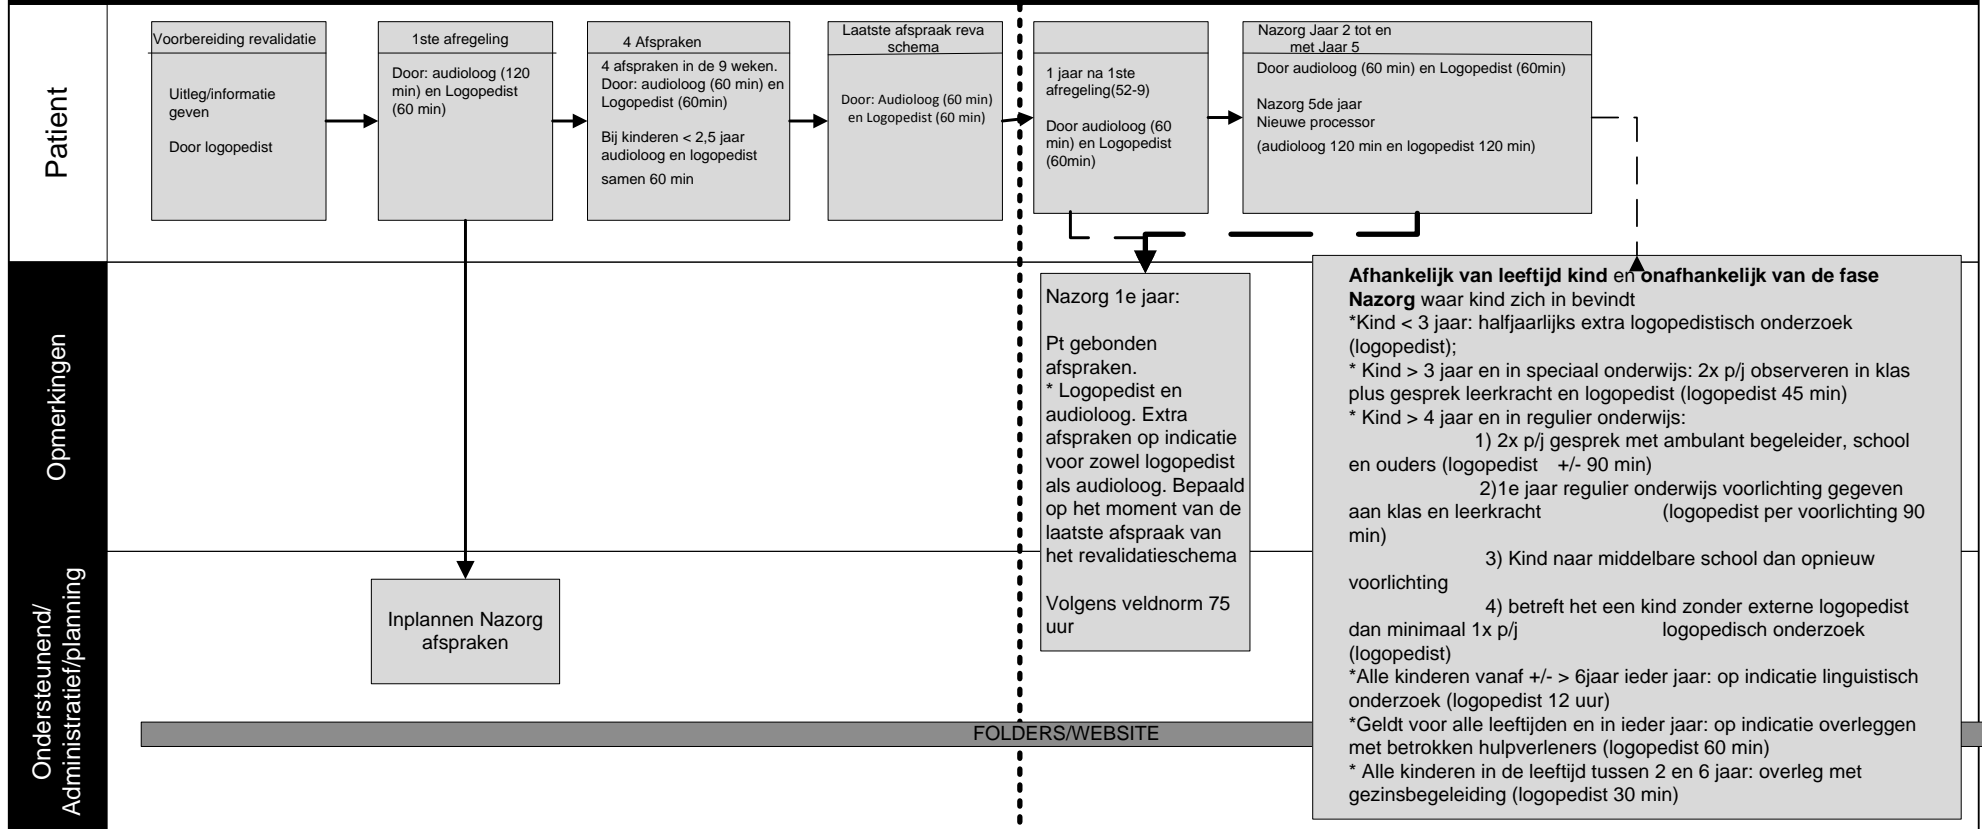 Patient
Voorbereiding revalidatie
Uitleg/informatie
geven
Door logopedist
1ste afregeling
Door: audioloog (120
min) en Logopedist
(60 min)
4 Afspraken
4 afspraken in de 9 weken.
Door: audioloog (60 min) en
Logopedist (60min)
Bij kinderen < 2,5 jaar
audioloog en logopedist
samen 60 min
Laatste afspraak reva
schema
Door: Audioloog (60 min)
en Logopedist (60 min)
1 jaar na 1ste
afregeling(52-9)
Door audioloog (60
min) en Logopedist
(60min)
Nazorg Jaar 2 tot en
met Jaar 5
Door audioloog (60 min) en Logopedist (60min)
Nazorg 5de jaar
Nieuwe processor
(audioloog 120 min en logopedist 120 min)
Opmerkingen
Nazorg 1e jaar:
Pt gebonden
afspraken.
* Logopedist en
audioloog. Extra
afspraken op indicatie
voor zowel logopedist
als audioloog. Bepaald
op het moment van de
laatste afspraak van
het revalidatieschema
Volgens veldnorm 75
uur
Afhankelijk van leeftijd kind en onafhankelijk van de fase
Nazorg waar kind zich in bevindt
*Kind < 3 jaar: halfjaarlijks extra logopedistisch onderzoek
(logopedist);
* Kind > 3 jaar en in speciaal onderwijs: 2x p/j observeren in klas
plus gesprek leerkracht en logopedist (logopedist 45 min)
* Kind > 4 jaar en in regulier onderwijs:
1) 2x p/j gesprek met ambulant begeleider, school
en ouders (logopedist +/- 90 min)
2)1e jaar regulier onderwijs voorlichting gegeven
aan klas en leerkracht (logopedist per voorlichting 90
min)
3) Kind naar middelbare school dan opnieuw
voorlichting
4) betreft het een kind zonder externe logopedist
dan minimaal 1x p/j logopedisch onderzoek
(logopedist)
*Alle kinderen vanaf +/- > 6jaar ieder jaar: op indicatie linguistisch
onderzoek (logopedist 12 uur)
*Geldt voor alle leeftijden en in ieder jaar: op indicatie overleggen
met betrokken hulpverleners (logopedist 60 min)
* Alle kinderen in de leeftijd tussen 2 en 6 jaar: overleg met
gezinsbegeleiding (logopedist 30 min)
Ondersteunend/
Administratief/planning
Inplannen Nazorg
afspraken
FOLDERS/WEBSITE